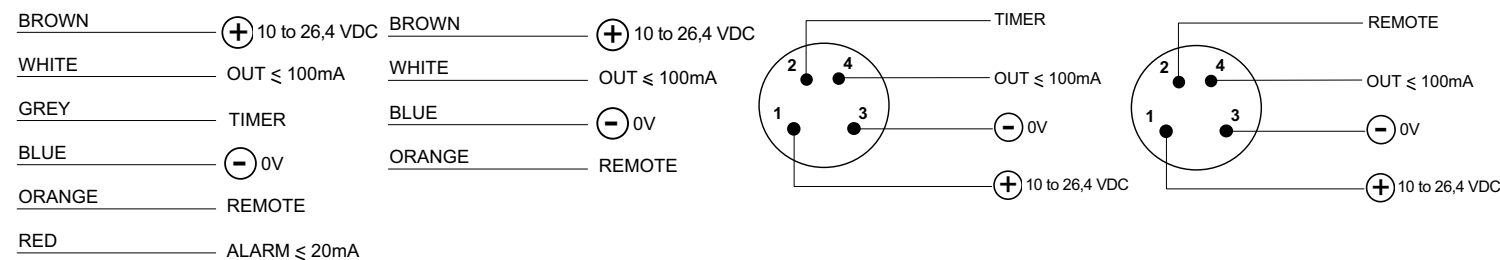 BROWN
+ 10 to 26,4 VDC
WHITE
OUT ⩽ 100mA
GREY
TIMER
BLUE
- 0V
ORANGE
REMOTE
RED
ALARM ⩽ 20mA
BROWN
+ 10 to 26,4 VDC
WHITE
OUT ⩽ 100mA
BLUE
- 0V
ORANGE
REMOTE
TIMER
2
4
OUT ⩽ 100mA
1
3
- 0V
+ 10 to 26,4 VDC
REMOTE
2
4
OUT ⩽ 100mA
1
3
- 0V
+ 10 to 26,4 VDC